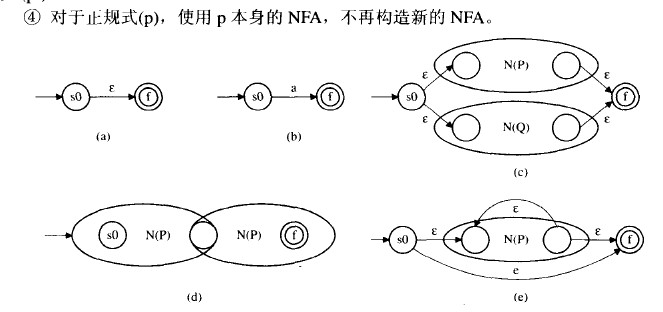 ④ 对于正规式(p)，使用 p 本身的 NFA，不再构造新的 NFA。
s0 ε f
(a)
s0 a f
(b)
ε N(P) ε
s0 f
ε N(Q) ε
(c)
s0 N(P) N(P) f
(d)
ε
s0 ε N(P) ε f
e
(e)